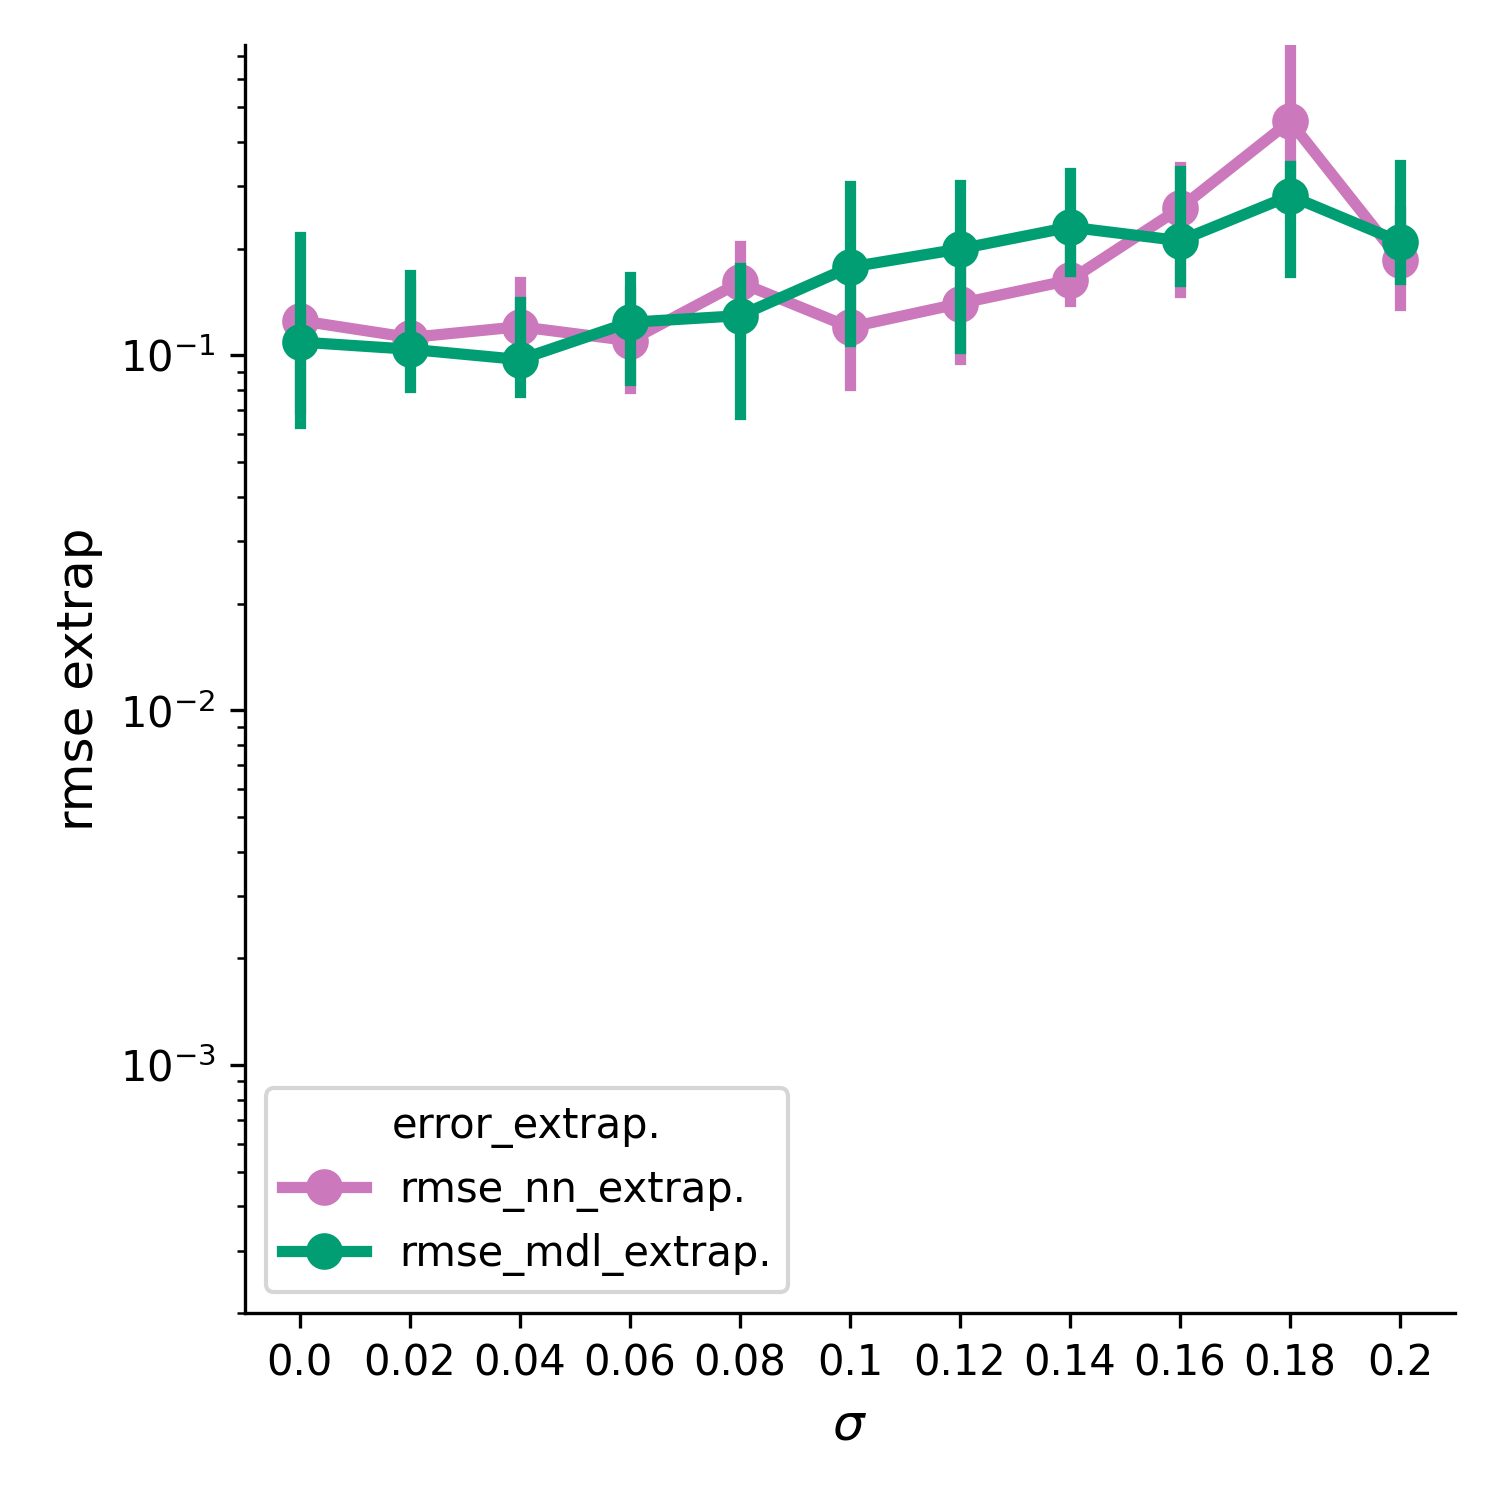 rmse extrap
10⁻¹
10⁻²
10⁻³
error_extrap.
rmse_nn_extrap.
rmse_mdl_extrap.
0.0 0.02 0.04 0.06 0.08 0.1 0.12 0.14 0.16 0.18 0.2
σ